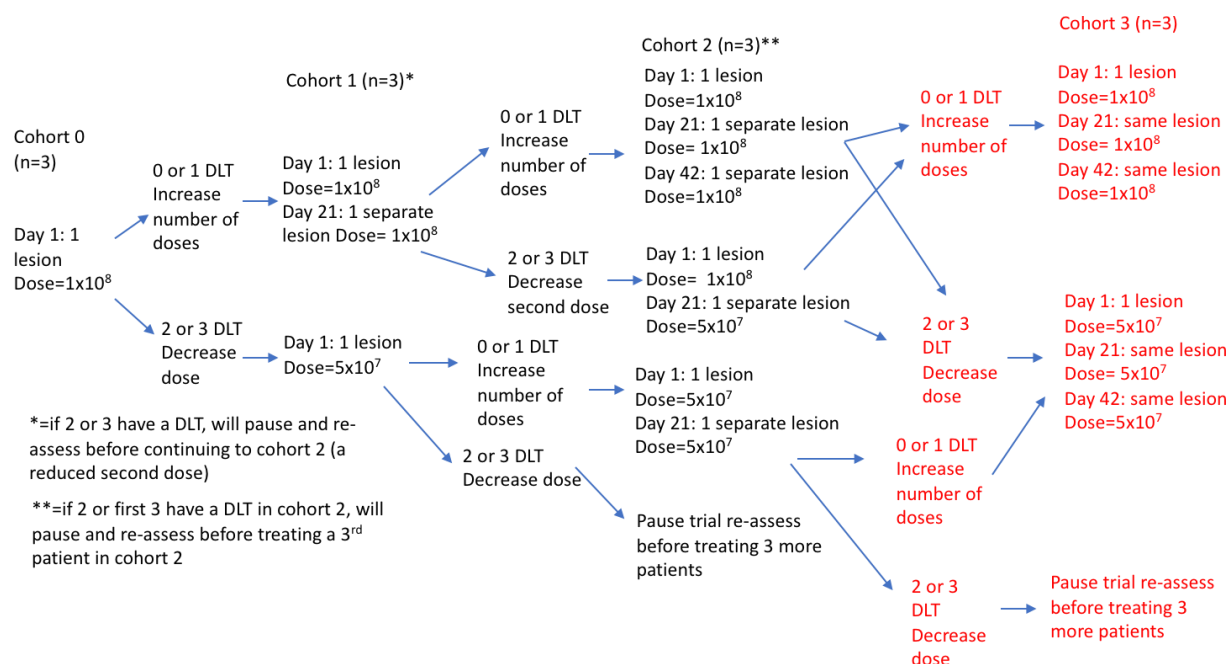 Cohort 0
(n=3)
Day 1: 1
lesion
Dose=1x10⁸
0 or 1 DLT
Increase
number of
doses
2 or 3 DLT
Decrease
dose
Cohort 1 (n=3)*
Day 1: 1 lesion
Dose=1x10⁸
Day 21: 1 separate
lesion Dose= 1x10⁸
Day 1: 1 lesion
Dose=5x10⁷
0 or 1 DLT
Increase
number of
doses
2 or 3 DLT
Decrease
second dose
0 or 1 DLT
Increase
number of
doses
2 or 3 DLT
Decrease dose
Cohort 2 (n=3)**
Day 1: 1 lesion
Dose=1x10⁸
Day 21: 1 separate lesion
Dose= 1x10⁸
Day 42: 1 separate lesion
Dose=1x10⁸
Day 1: 1 lesion
Dose=  1x10⁸
Day 21: 1 separate lesion
Dose=5x10⁷
Day 1: 1 lesion
Dose=5x10⁷
Day 21: 1 separate lesion
Dose=5x10⁷
Pause trial re-assess
before treating 3 more
patients
0 or 1 DLT
Increase
number of
doses
2 or 3
DLT
Decrease
dose
0 or 1 DLT
Increase
number of
doses
2 or 3
DLT
Decrease
dose
Cohort 3 (n=3)
Day 1: 1 lesion
Dose=1x10⁸
Day 21: same lesion
Dose= 1x10⁸
Day 42: same lesion
Dose=1x10⁸
Day 1: 1 lesion
Dose=5x10⁷
Day 21: same lesion
Dose= 5x10⁷
Day 42: same lesion
Dose=5x10⁷
Pause trial re-assess
before treating 3
more patients
*=if 2 or 3 have a DLT, will pause and re-
assess before continuing to cohort 2 (a
reduced second dose)
**=if 2 or first 3 have a DLT in cohort 2, will
pause and re-assess before treating a 3ʳᵈ
patient in cohort 2